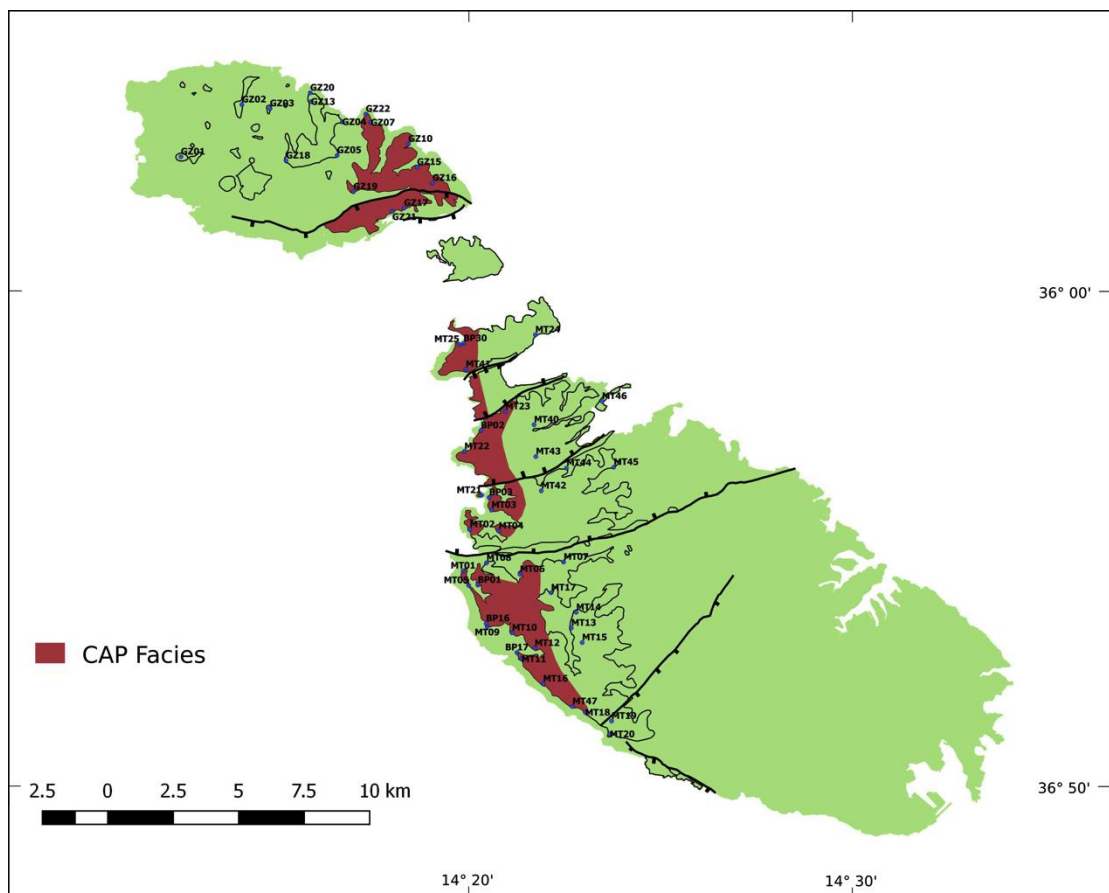 GZ20
GZ02
GZ03
GZ13
GZ22
GZ04
GZ07
GZ10
GZ01
GZ18
GZ05
GZ15
GZ16
GZ19
GZ17
GZ21
36° 00'
MT24
MT25
BP30
MT41
MT46
MT23
MT40
BP02
MT22
MT43
MT44
MT45
MT21
BP03
MT42
MT03
MT02
MT04
MT08
MT07
MT01
MT06
MT05
BP01
MT17
MT14
BP16
MT13
MT09
MT10
MT15
BP17
MT12
MT11
CAP Facies
MT16
MT47
MT18
MT19
MT20
2.5 0 2.5 5 7.5 10 km
36° 50'
14° 20'
14° 30'